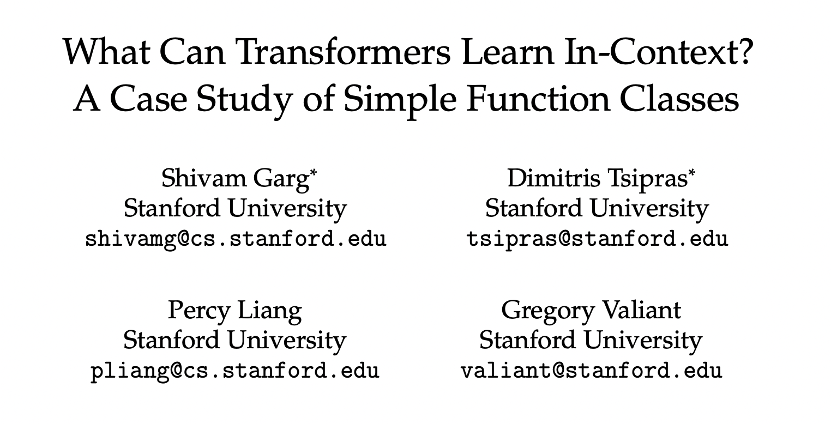 What Can Transformers Learn In-Context?
A Case Study of Simple Function Classes
Shivam Garg*
Stanford University
shivamg@cs.stanford.edu
Dimitris Tsipras*
Stanford University
tsipras@stanford.edu
Percy Liang
Stanford University
pliang@cs.stanford.edu
Gregory Valiant
Stanford University
valiant@stanford.edu